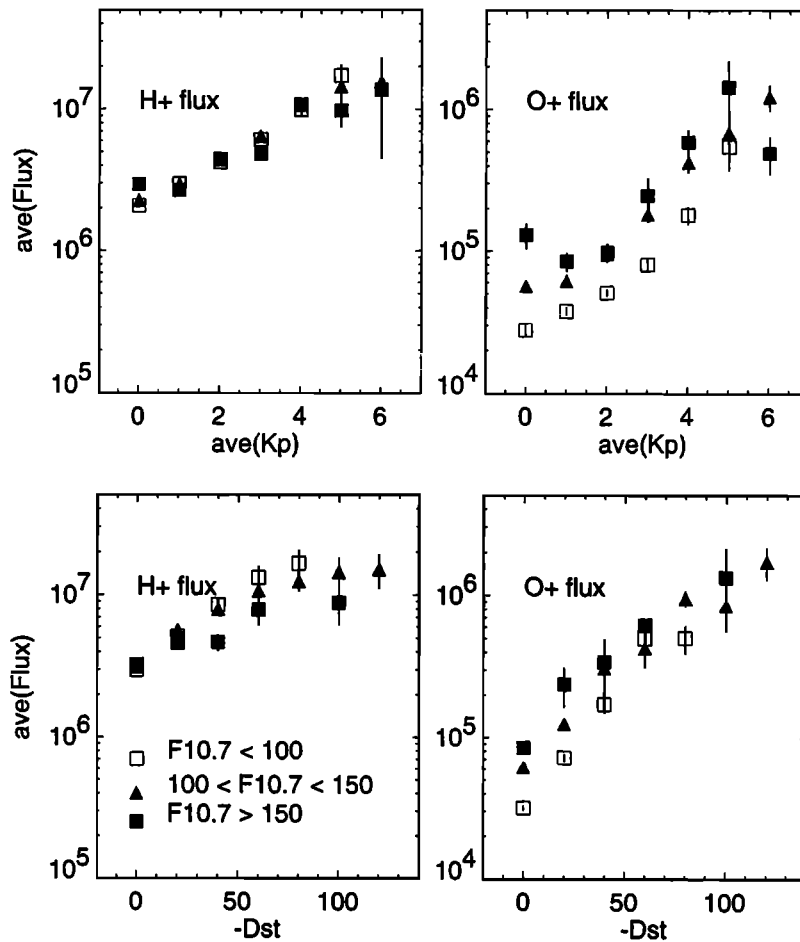 H+ flux
10^7
10^6
10^5
ave(Flux)
0 2 4 6
ave(Kp)
O+ flux
10^6
10^5
10^4
0 2 4 6
ave(Kp)
H+ flux
10^7
10^6
10^5
ave(Flux)
F10.7 < 100
100 < F10.7 < 150
F10.7 > 150
0 50 100
-Dst
O+ flux
10^6
10^5
10^4
0 50 100
-Dst